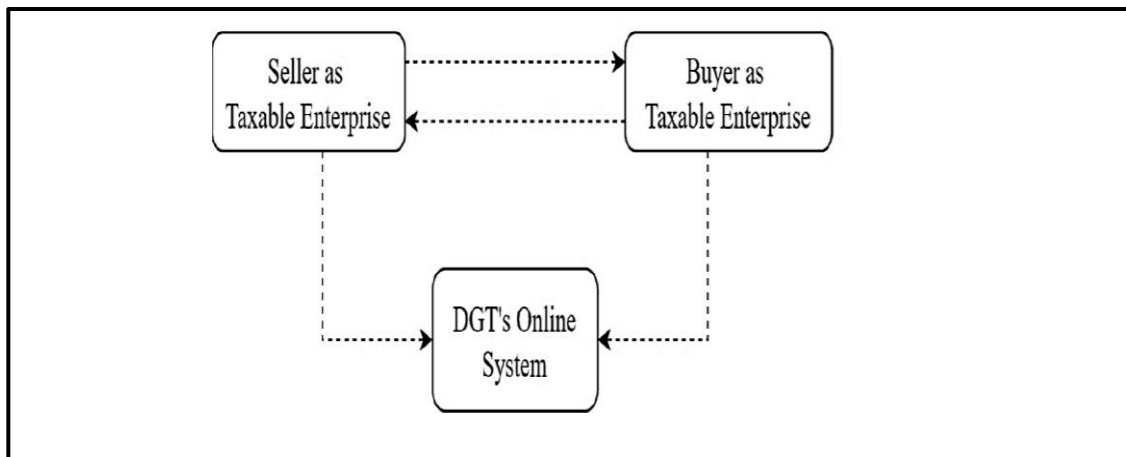 Seller as
Taxable Enterprise
Buyer as
Taxable Enterprise
DGT's Online
System